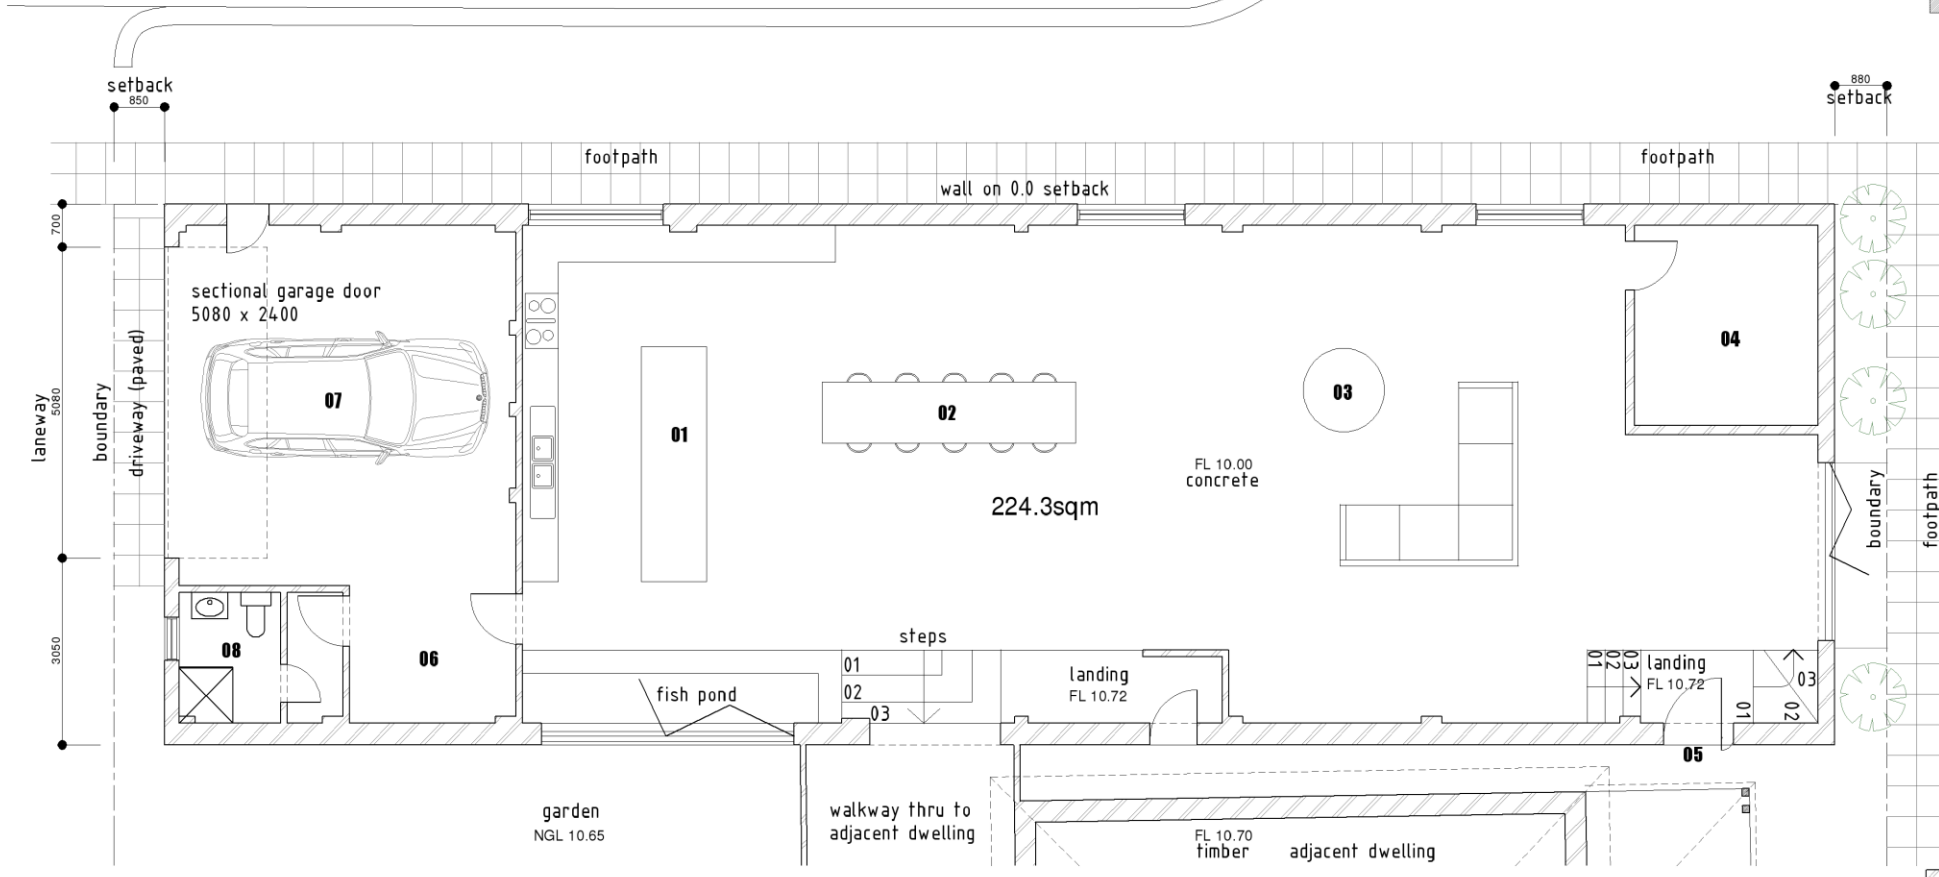 setback
850
880
setback
footpath
footpath
wall on 0.0 setback
700
sectional garage door
5080 x 2400
laneway
5080
boundary
driveway (paved)
07
01
02
03
04
FL 10.00
concrete
224.3sqm
boundary
footpath
3050
08
06
steps
01
02
03
fish pond
landing
FL 10.72
01
02
03
landing
FL 10.72
01
02
03
05
garden
NGL 10.65
walkway thru to
adjacent dwelling
FL 10.70
timber
adjacent dwelling